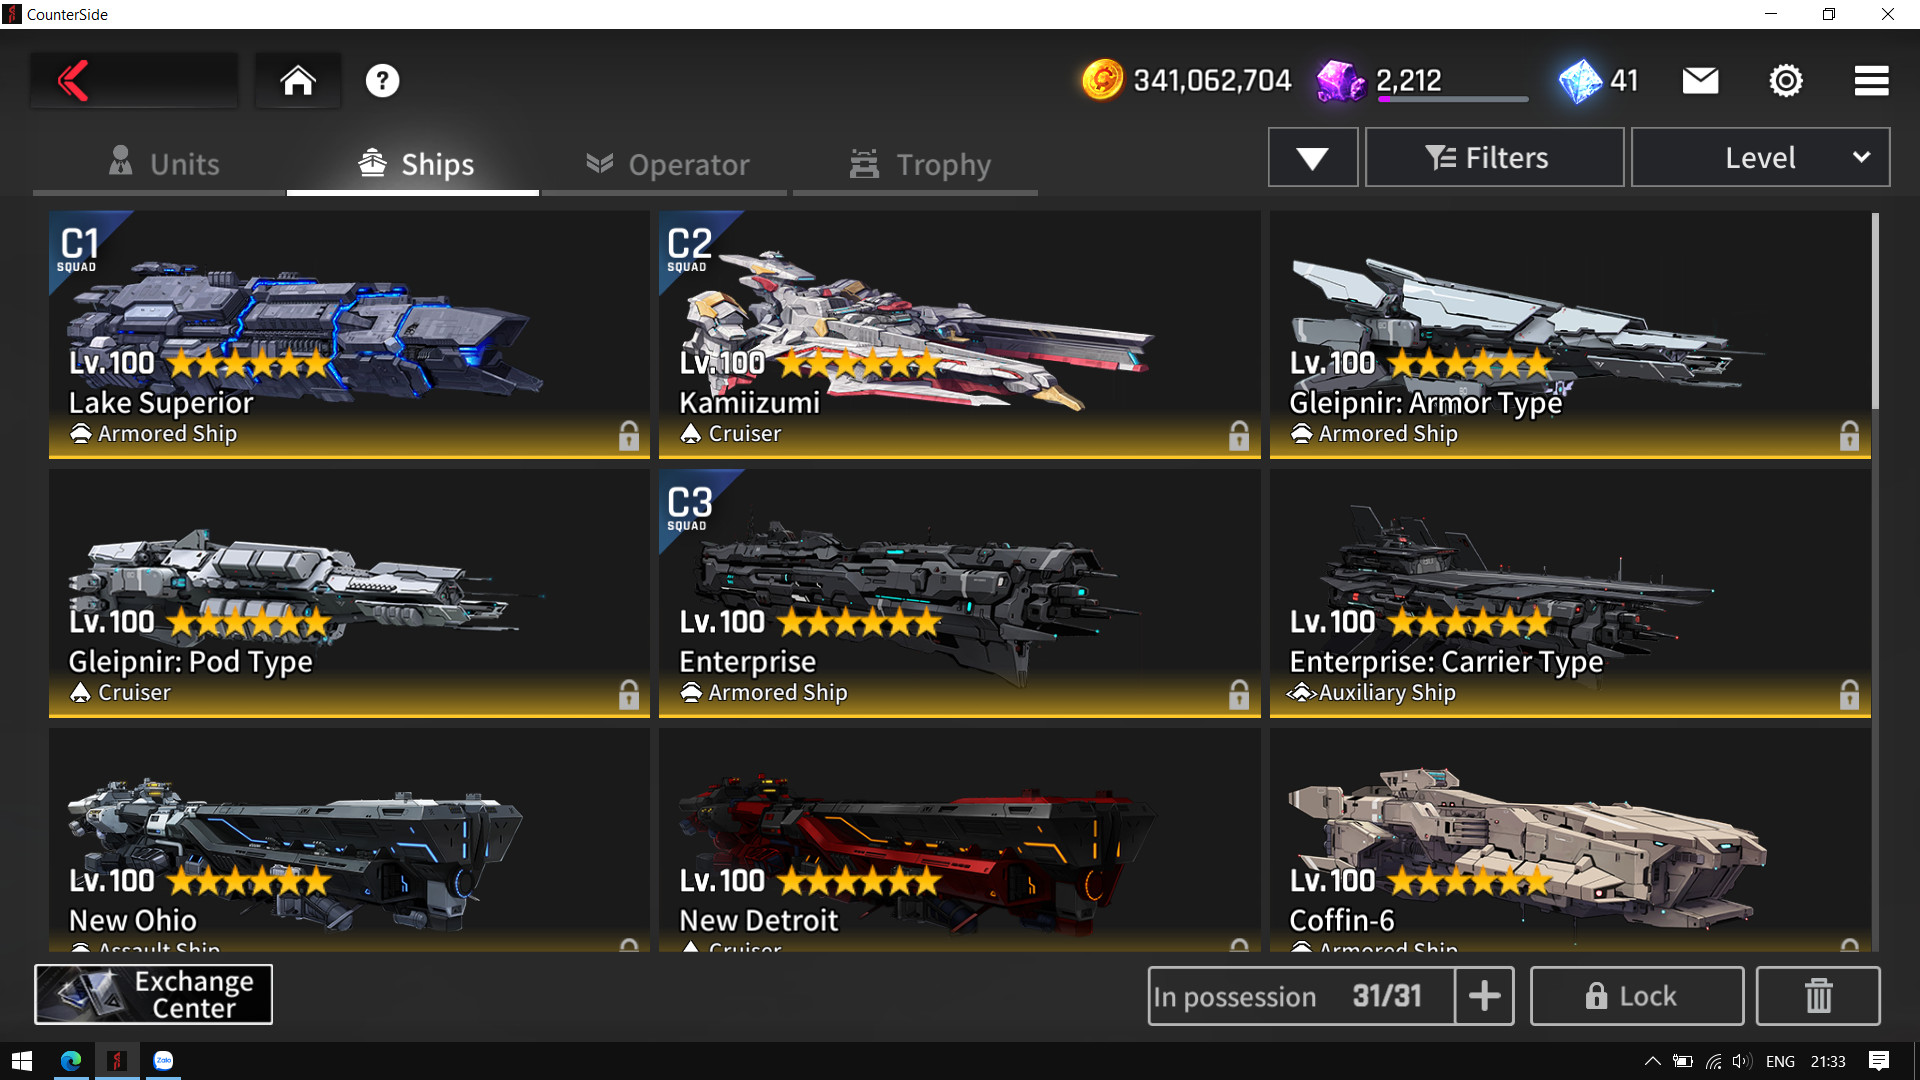 CounterSide
?
341,062,704
2,212
41
Units
Ships
Operator
Trophy
Filters
Level
C1
SQUAD
Lv.100
Lake Superior
Armored Ship
C2
SQUAD
Lv.100
Kamiizumi
Cruiser
Lv.100
Gleipnir: Armor Type
Armored Ship
Lv.100
Gleipnir: Pod Type
Cruiser
C3
SQUAD
Lv.100
Enterprise
Armored Ship
Lv.100
Enterprise: Carrier Type
Auxiliary Ship
Lv.100
New Ohio
Assault Ship
Lv.100
New Detroit
Cruiser
Lv.100
Coffin-6
Armored Ship
Exchange
Center
In possession 31/31
Lock
Zalo
ENG
21:33